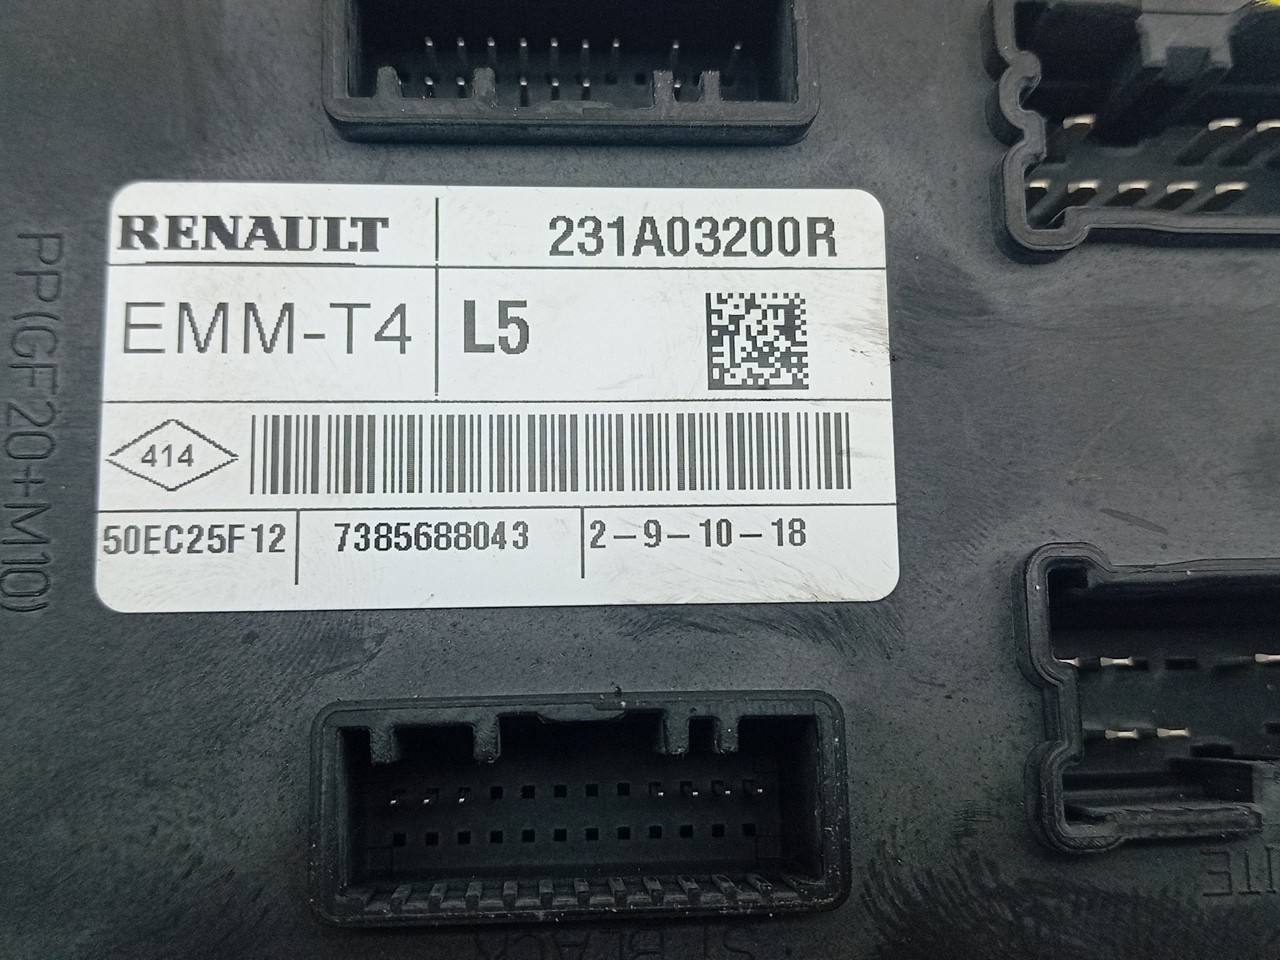 RENAULT
231A03200R
EMM-T4
L5
414
50EC25F12
7385688043
2-9-10-18
PP(GF20+M10)